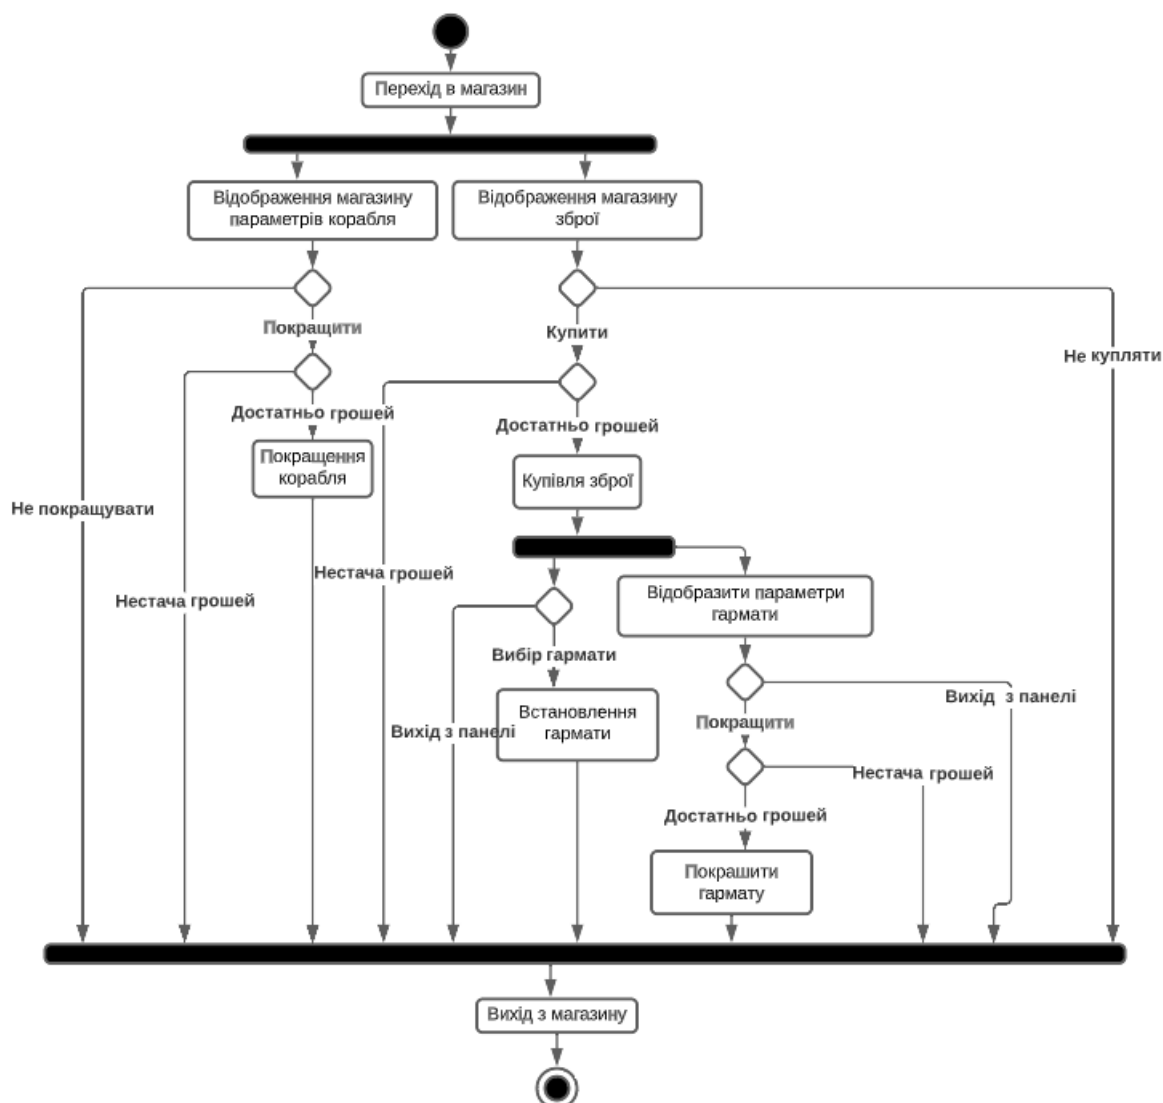 Перехід в магазин
Відображення магазину
параметрів корабля
Відображення магазину
зброї
Покращити
Купити
Не купляти
Достатньо грошей
Достатньо грошей
Покращення
корабля
Купівля зброї
Не покращувати
Нестача грошей
Нестача грошей
Відобразити параметри
гармати
Вибір гармати
Вихід з панелі
Встановлення
гармати
Покращити
Вихід з панелі
Нестача грошей
Достатньо грошей
Покрашити
гармату
Вихід з магазину